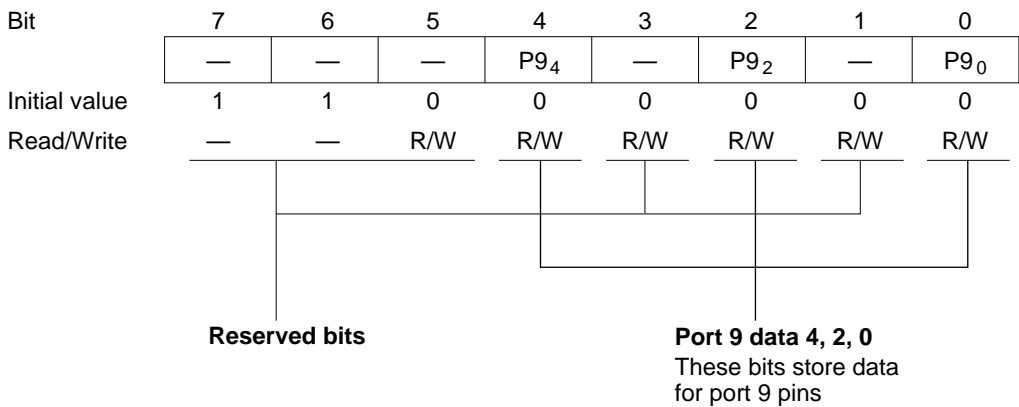 Bit 7 6 5 4 3 2 1 0
— — — P9₄ — P9₂ — P9₀
Initial value 1 1 0 0 0 0 0 0
Read/Write — — R/W R/W R/W R/W R/W R/W
Reserved bits
Port 9 data 4, 2, 0
These bits store data
for port 9 pins